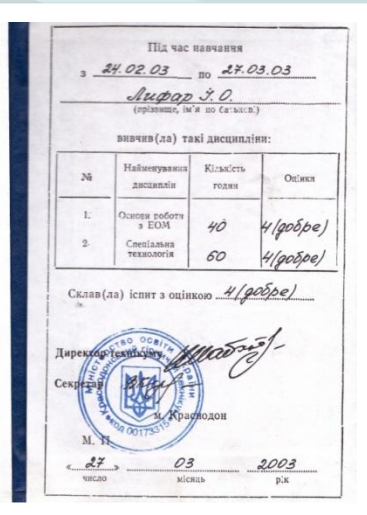 Під час навчання
з 24.02.03 по 27.03.03
Лифар І.О.
(прізвище, ім'я по батькові)
вивчив(ла) такі дисципліни:
№ Найменування дисциплін Кількість годин Оцінки
1. Основи роботи з ЕОМ 40 4 (добре)
2. Спеціальна технологія 60 4 (добре)
Склав(ла) іспит з оцінкою 4 (добре)
Директор технікуму
Секретар
м. Краснодон
М. П.
« 27 » 03 2003
число місяць рік